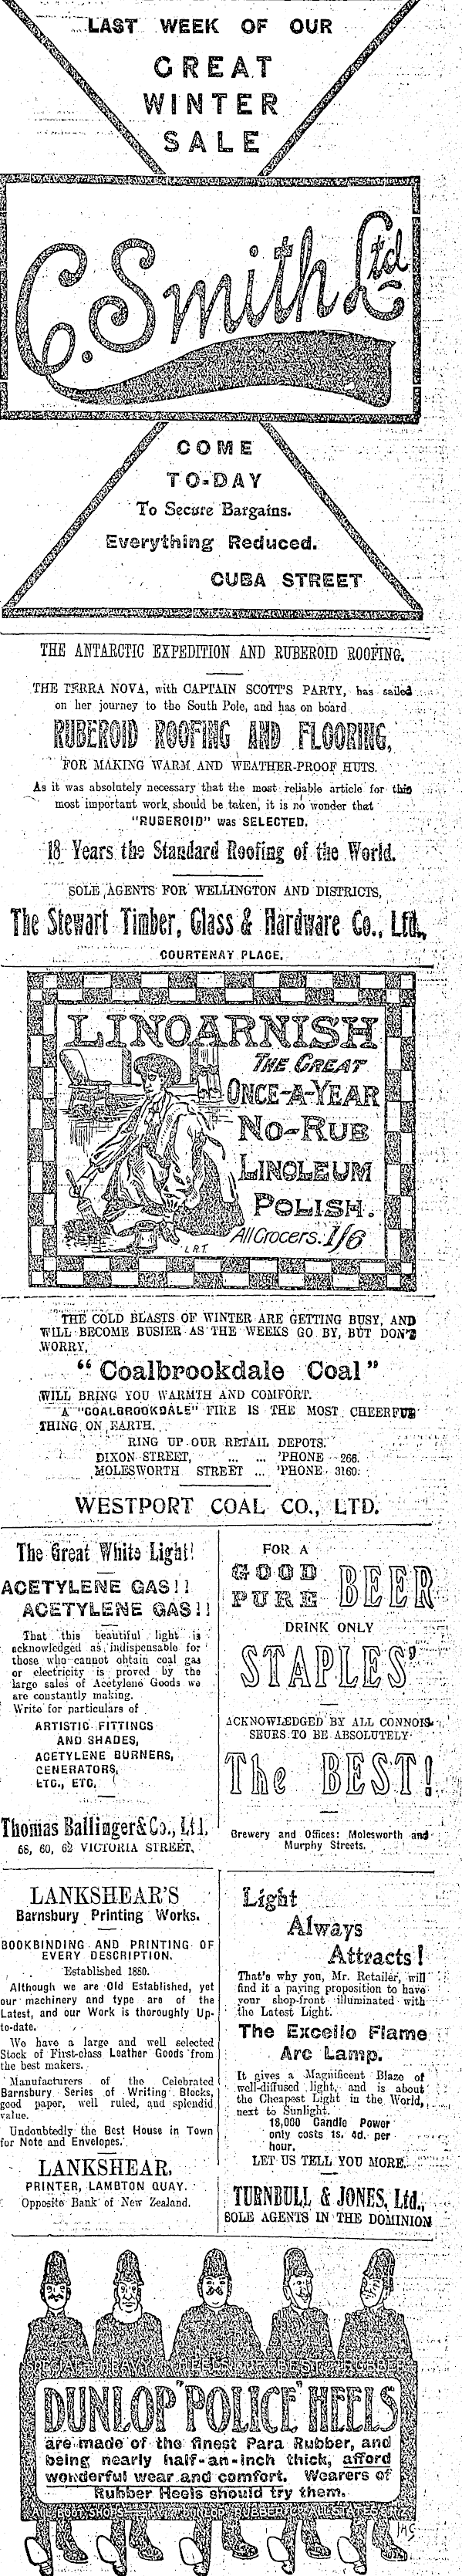 LAST WEEK OF OUR
GREAT
WINTER
SALE
C. Smith Ltd
COME
TO-DAY
To Secure Bargains.
Everything Reduced.
CUBA STREET
THE ANTARCTIC EXPEDITION AND RUBEROID ROOFING.
THE TERRA NOVA, with CAPTAIN SCOTT'S PARTY, has sailed
on her journey to the South Pole, and has on board
RUBEROID ROOFING AND FLOORING,
FOR MAKING WARM AND WEATHER-PROOF HUTS.
As it was absolutely necessary that the most reliable article for this
most important work should be taken, it is no wonder that
"RUBEROID" was SELECTED.
18 Years the Standard Roofing of the World.
SOLE AGENTS FOR WELLINGTON AND DISTRICTS,
The Stewart Timber, Glass & Hardware Co., Ltd.,
COURTENAY PLACE.
LINOARNISH
THE GREAT
ONCE-A-YEAR
NO-RUB
LINOLEUM
POLISH.
All Grocers. 1/6
L.R.T.
THE COLD BLASTS OF WINTER ARE GETTING BUSY, AND
WILL BECOME BUSIER AS THE WEEKS GO BY, BUT DON'T
WORRY,
"Coalbrookdale Coal"
WILL BRING YOU WARMTH AND COMFORT.
A "COALBROOKDALE" FIRE IS THE MOST CHEERFUL
THING ON EARTH.
RING UP OUR RETAIL DEPOTS.
DIXON STREET, ... ... 'PHONE 266.
MOLESWORTH STREET ... 'PHONE 3160.
WESTPORT COAL CO., LTD.
The Great White Light!
ACETYLENE GAS!!
ACETYLENE GAS!!
That this beautiful light is
acknowledged as indispensable for
those who cannot obtain coal gas
or electricity is proved by the
large sales of Acetylene Goods we
are constantly making.
Write for particulars of
ARTISTIC FITTINGS
AND SHADES,
ACETYLENE BURNERS,
GENERATORS,
ETC., ETC.
Thomas Ballinger & Co., Ltd.
58, 60, 62 VICTORIA STREET.
FOR A
GOOD
PURE BEER
DRINK ONLY
STAPLES'
ACKNOWLEDGED BY ALL CONNOIS-
SEURS TO BE ABSOLUTELY
The BEST!
Brewery and Offices: Molesworth and
Murphy Streets.
LANKSHEAR'S
Barnsbury Printing Works.
BOOKBINDING AND PRINTING OF
EVERY DESCRIPTION.
Established 1880.
Although we are Old Established, yet
our machinery and type are of the
Latest, and our Work is thoroughly Up-
to-date.
We have a large and well selected
Stock of First-class Leather Goods from
the best makers.
Manufacturers of the Celebrated
Barnsbury Series of Writing Blocks,
good paper, well ruled, and splendid
value.
Undoubtedly the Best House in Town
for Note and Envelopes.
LANKSHEAR,
PRINTER, LAMBTON QUAY.
Opposite Bank of New Zealand.
Light
Always
Attracts!
That's why you, Mr. Retailer, will
find it a paying proposition to have
your shop-front illuminated with
the Latest Light.
The Excello Flame
Arc Lamp.
It gives a Magnificent Blaze of
well-diffused light, and is about
the Cheapest Light in the World,
next to Sunlight.
18,000 Candle Power
only costs 1s. 4d. per
hour.
LET US TELL YOU MORE.
TURNBULL & JONES, Ltd.,
SOLE AGENTS IN THE DOMINION
DUNLOP "POLICE" HEELS
are made of the finest Para Rubber, and
being nearly half-an-inch thick, afford
wonderful wear and comfort. Wearers of
Rubber Heels should try them.